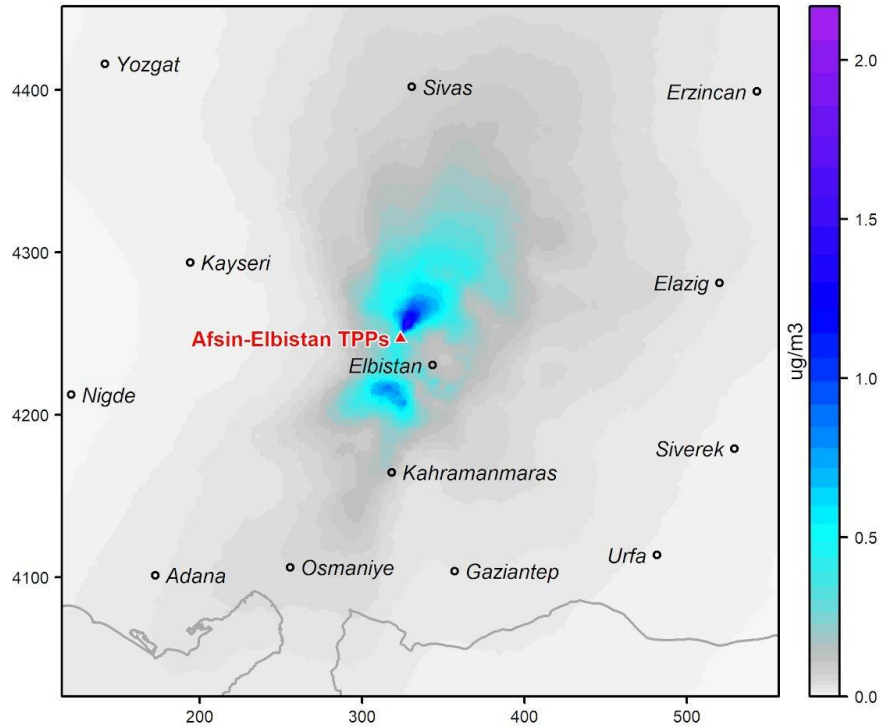 4400
4300
4200
4100
Yozgat
Sivas
Erzincan
Kayseri
Elazig
Afsin-Elbistan TPPs
Elbistan
Nigde
Siverek
Kahramanmaras
Urfa
Osmaniye
Gaziantep
Adana
200
300
400
500
2.0
1.5
ug/m3
1.0
0.5
0.0